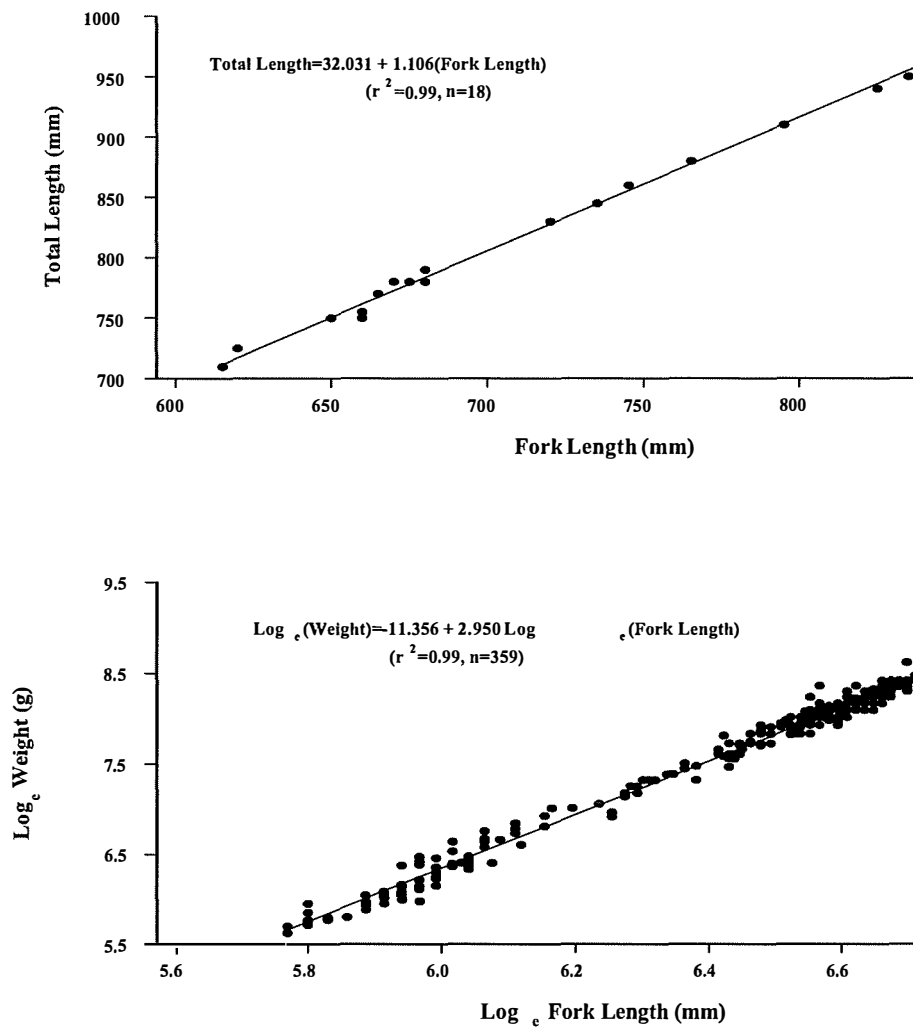 1000
Total Length=32.031 + 1.106(Fork Length)
(r ²=0.99, n=18)
950
900
850
800
750
700
Total Length (mm)
600 650 700 750 800
Fork Length (mm)
9.5
Log e (Weight)=-11.356 + 2.950 Log e (Fork Length)
(r ²=0.99, n=359)
8.5
7.5
6.5
5.5
Log e Weight (g)
5.6 5.8 6.0 6.2 6.4 6.6
Log e Fork Length (mm)